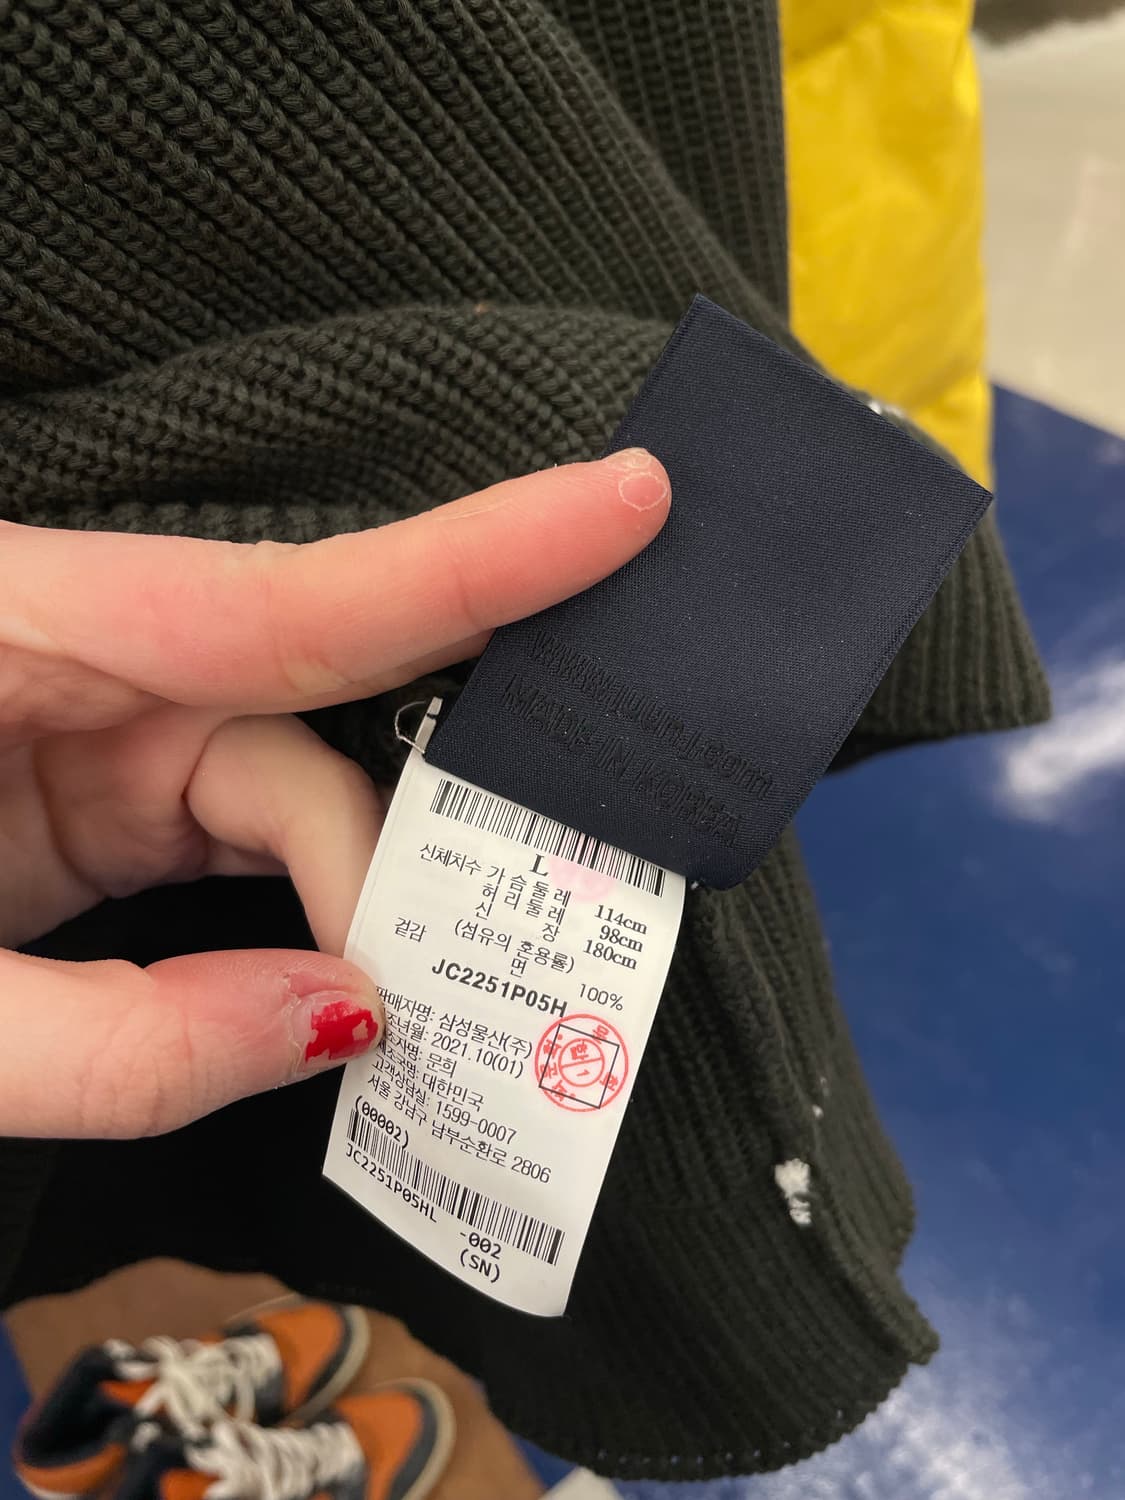 MADE IN KOREA
L
신체치수 가슴둘레 114cm
허리둘레 98cm
신장 180cm
(섬유의 혼용률)
겉감 면 100%
JC2251P05H
판매자명: 삼성물산(주)
제조년월: 2021.10(01)
제조자명: 문희
제조국명: 대한민국
고객상담실: 1599-0007
서울 강남구 남부순환로 2806
(00002)
JC2251P05HL
-002
(SN)